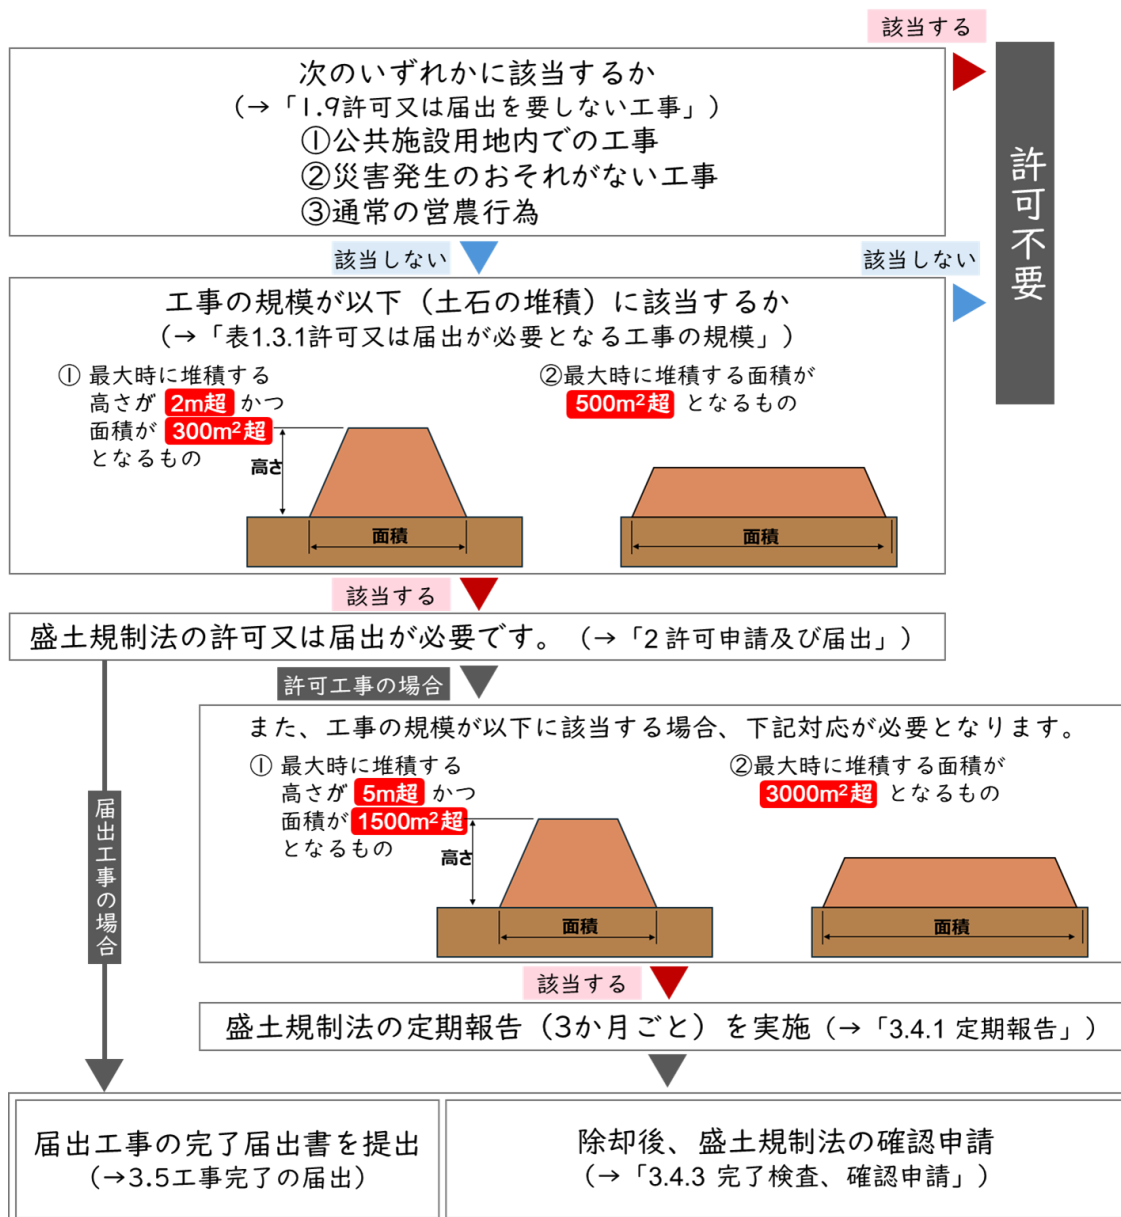 該当する
次のいずれかに該当するか
(→「1.9許可又は届出を要しない工事」)
①公共施設用地内での工事
②災害発生のおそれがない工事
③通常の営農行為
許可不要
該当しない
該当しない
工事の規模が以下(土石の堆積)に該当するか
(→「表1.3.1許可又は届出が必要となる工事の規模」)
① 最大時に堆積する
高さが 2m超 かつ
面積が 300m²超
となるもの
高さ
面積
②最大時に堆積する面積が
500m²超 となるもの
面積
該当する
盛土規制法の許可又は届出が必要です。(→「2 許可申請及び届出」)
許可工事の場合
届出工事の場合
また、工事の規模が以下に該当する場合、下記対応が必要となります。
① 最大時に堆積する
高さが 5m超 かつ
面積が 1500m²超
となるもの
高さ
面積
②最大時に堆積する面積が
3000m²超 となるもの
面積
該当する
盛土規制法の定期報告(3か月ごと)を実施(→「3.4.1 定期報告」)
届出工事の完了届出書を提出
(→3.5工事完了の届出)
除却後、盛土規制法の確認申請
(→「3.4.3 完了検査、確認申請」)